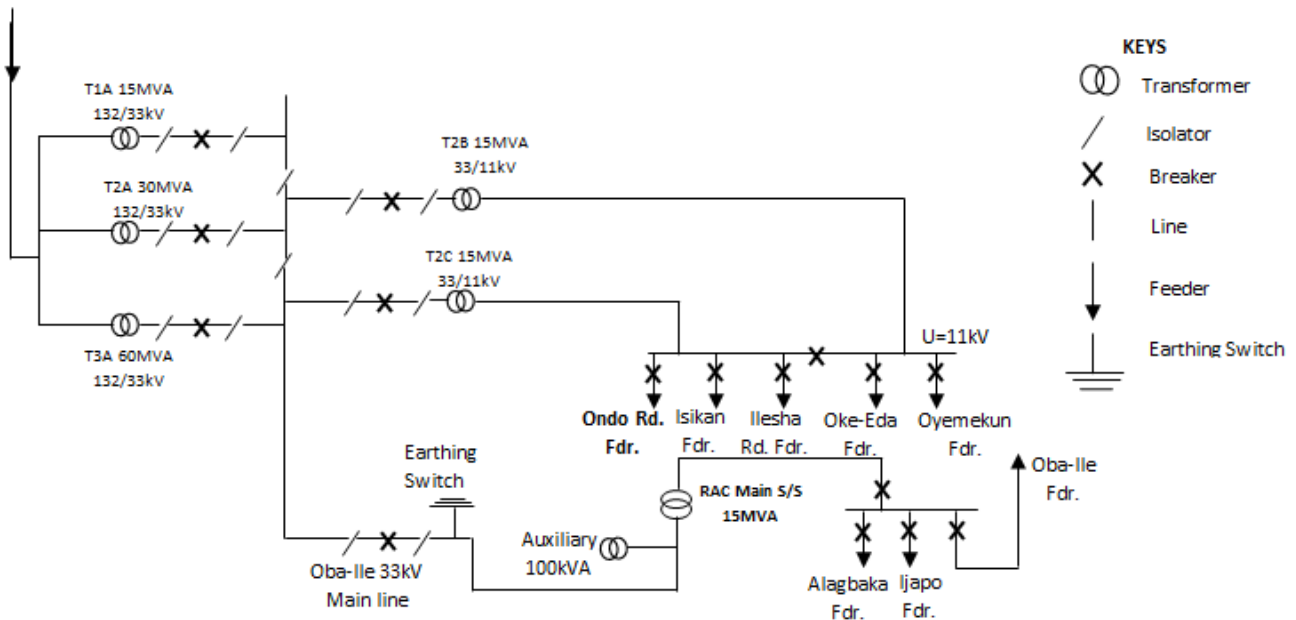 KEYS
Transformer
Isolator
Breaker
Line
Feeder
Earthing Switch
T1A 15MVA
132/33kV
T2A 30MVA
132/33kV
T3A 60MVA
132/33kV
T2B 15MVA
33/11kV
T2C 15MVA
33/11kV
U=11kV
Ondo Rd.
Fdr.
Isikan
Fdr.
Ilesha
Rd. Fdr.
Oke-Eda
Fdr.
Oyemekun
Fdr.
Earthing
Switch
RAC Main S/S
15MVA
Oba-Ile
Fdr.
Auxiliary
100kVA
Oba-Ile 33kV
Main line
Alagbaka
Fdr.
Ijapo
Fdr.